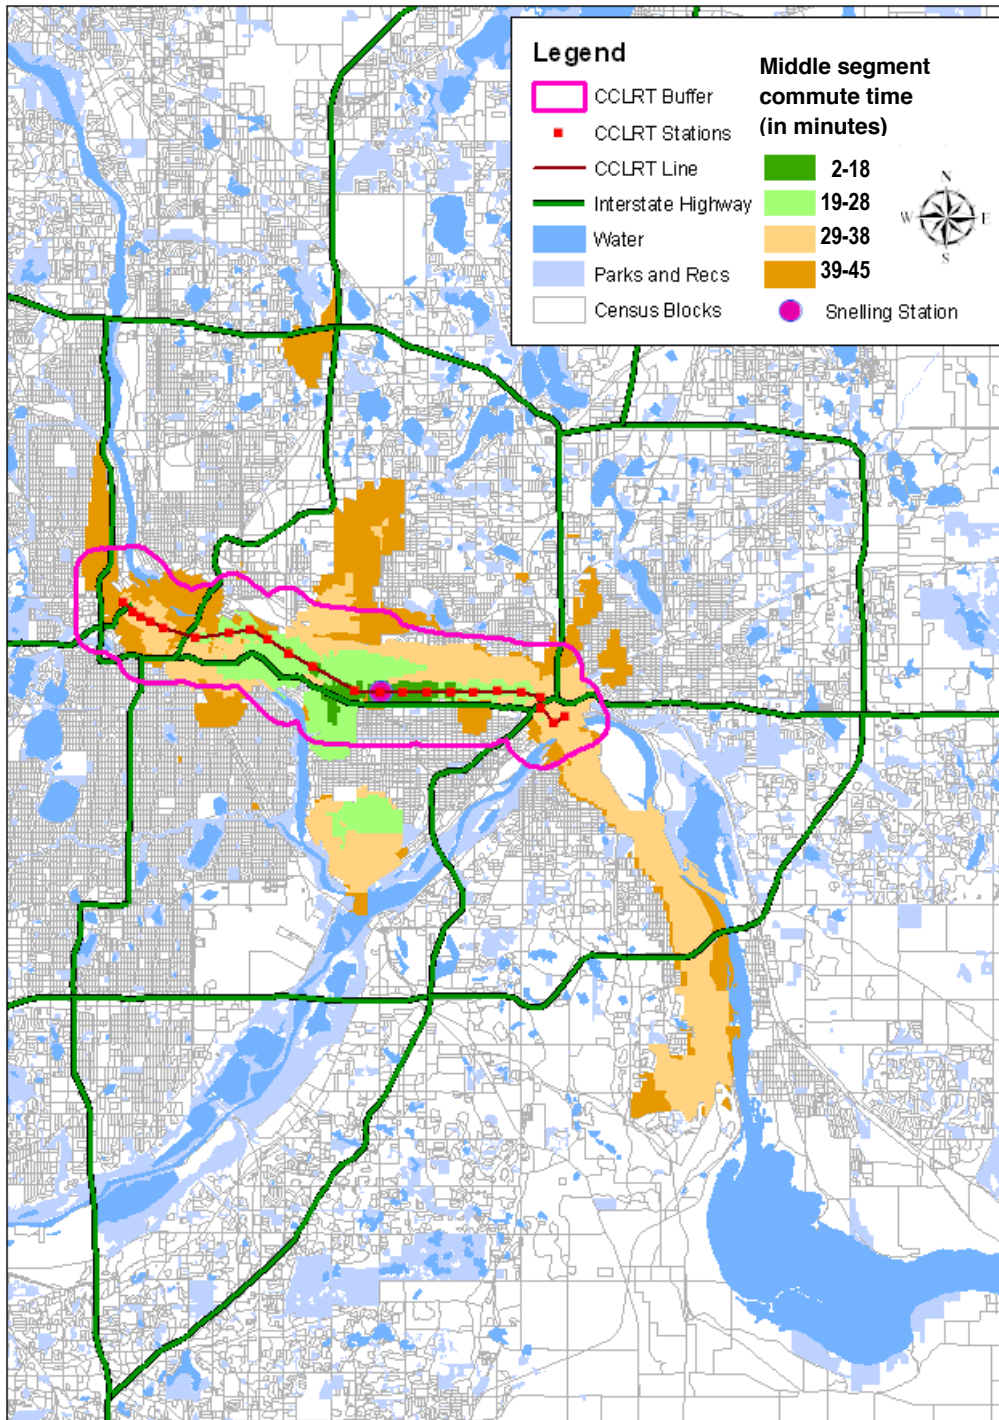 Legend
CCLRT Buffer
CCLRT Stations
CCLRT Line
Interstate Highway
Water
Parks and Recs
Census Blocks
Middle segment
commute time
(in minutes)
2-18
19-28
29-38
39-45
Snelling Station
N
W E
S